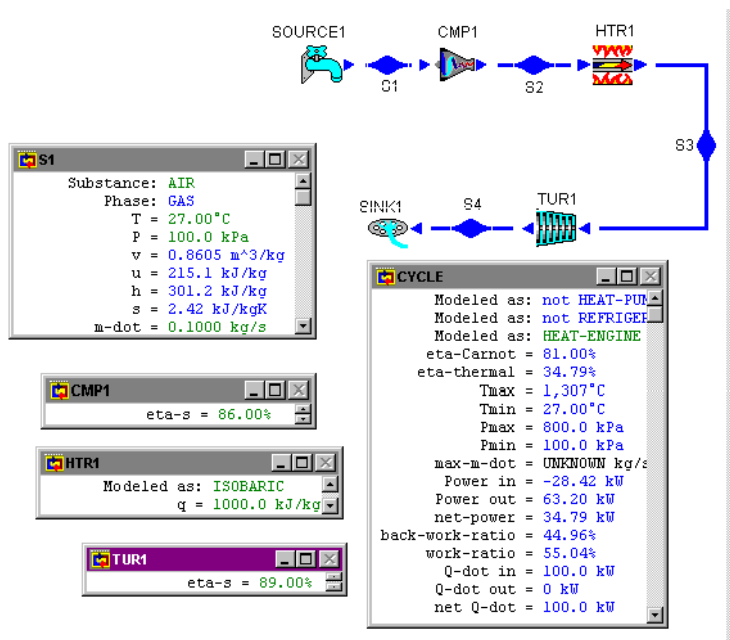 SOURCE1
CMP1
HTR1
S1
S2
S3
S4
TUR1
SINK1
S1
Substance: AIR
Phase: GAS
T = 27.00°C
P = 100.0 kPa
v = 0.8605 m^3/kg
u = 215.1 kJ/kg
h = 301.2 kJ/kg
s = 2.42 kJ/kgK
m-dot = 0.1000 kg/s
CMP1
eta-s = 86.00%
HTR1
Modeled as: ISOBARIC
q = 1000.0 kJ/kg
TUR1
eta-s = 89.00%
CYCLE
Modeled as: not HEAT-PUM
Modeled as: not REFRIGER
Modeled as: HEAT-ENGINE
eta-Carnot = 81.00%
eta-thermal = 34.79%
Tmax = 1,307°C
Tmin = 27.00°C
Pmax = 800.0 kPa
Pmin = 100.0 kPa
max-m-dot = UNKNOWN kg/s
Power in = -28.42 kW
Power out = 63.20 kW
net-power = 34.79 kW
back-work-ratio = 44.96%
work-ratio = 55.04%
Q-dot in = 100.0 kW
Q-dot out = 0 kW
net Q-dot = 100.0 kW